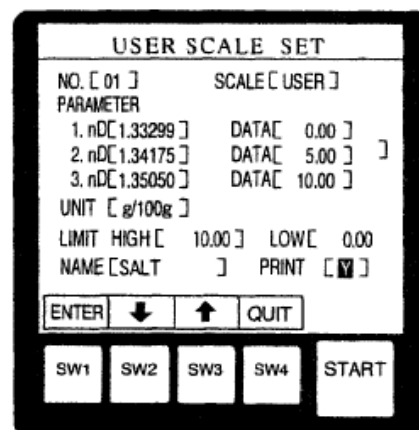 USER SCALE SET
NO. [ 01 ] SCALE [ USER ]
PARAMETER
1. nD[ 1.33299 ] DATA[ 0.00 ]
2. nD[ 1.34175 ] DATA[ 5.00 ] ]
3. nD[ 1.35050 ] DATA[ 10.00 ]
UNIT [ g/100g ]
LIMIT HIGH [ 10.00 ] LOW [ 0.00
NAME [ SALT ] PRINT [ Y ]
ENTER ↓ ↑ QUIT
SW1 SW2 SW3 SW4 START